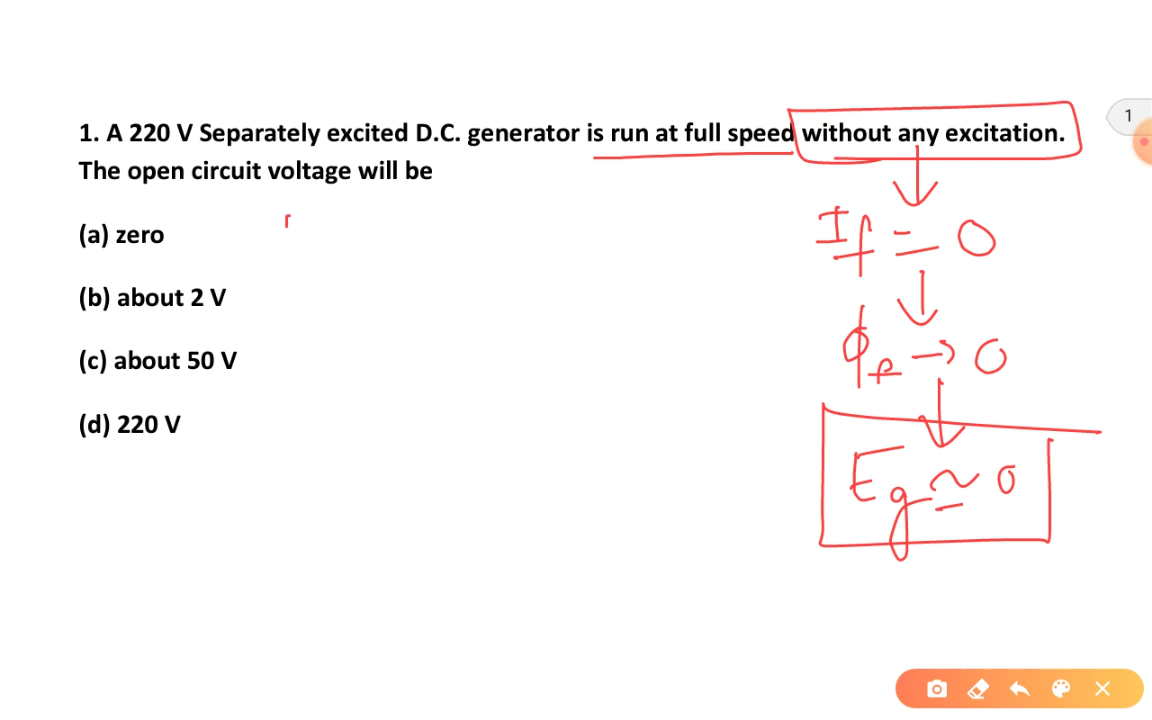 1
1. A 220 V Separately excited D.C. generator is run at full speed without any excitation.
The open circuit voltage will be
(a) zero
(b) about 2 V
(c) about 50 V
(d) 220 V
If = 0
ϕf → 0
Eg ≃ 0